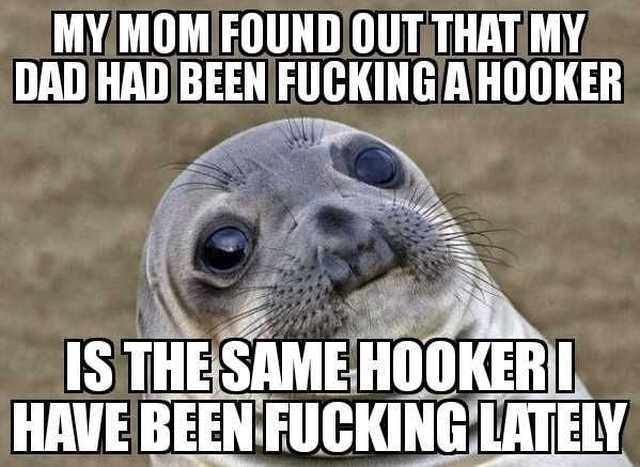 MY MOM FOUND OUT THAT MY
DAD HAD BEEN FUCKING A HOOKER
IS THE SAME HOOKER I
HAVE BEEN FUCKING LATELY